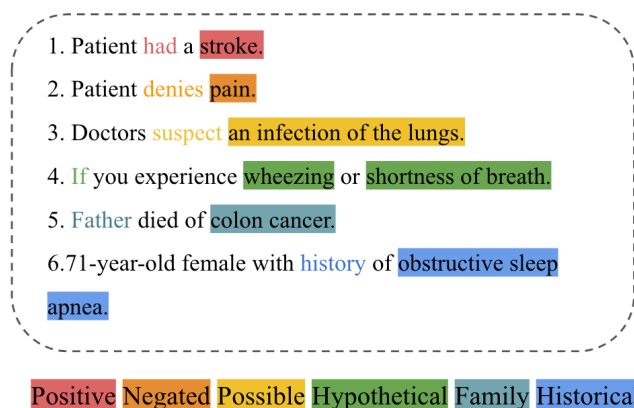 1. Patient had a stroke.
2. Patient denies pain.
3. Doctors suspect an infection of the lungs.
4. If you experience wheezing or shortness of breath.
5. Father died of colon cancer.
6.71-year-old female with history of obstructive sleep
apnea.
Positive Negated Possible Hypothetical Family Historica